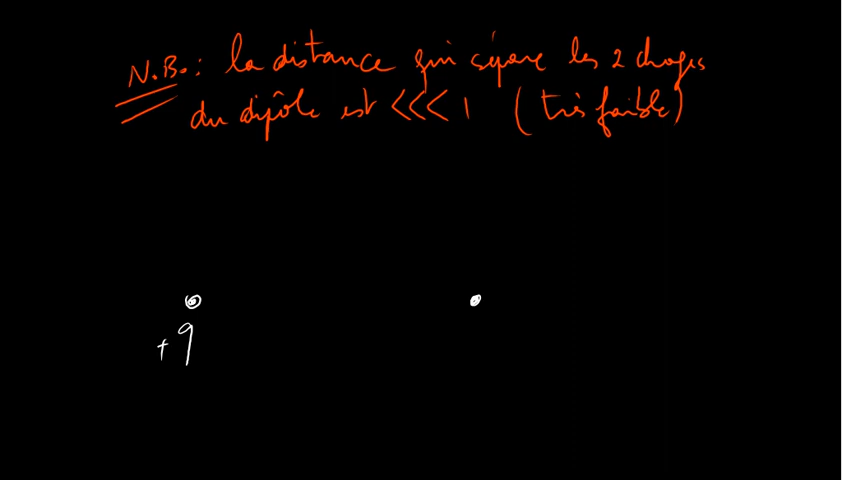 N.B. : la distance qui sépare les 2 charges
du dipôle est <<< 1 (très faible)
+q